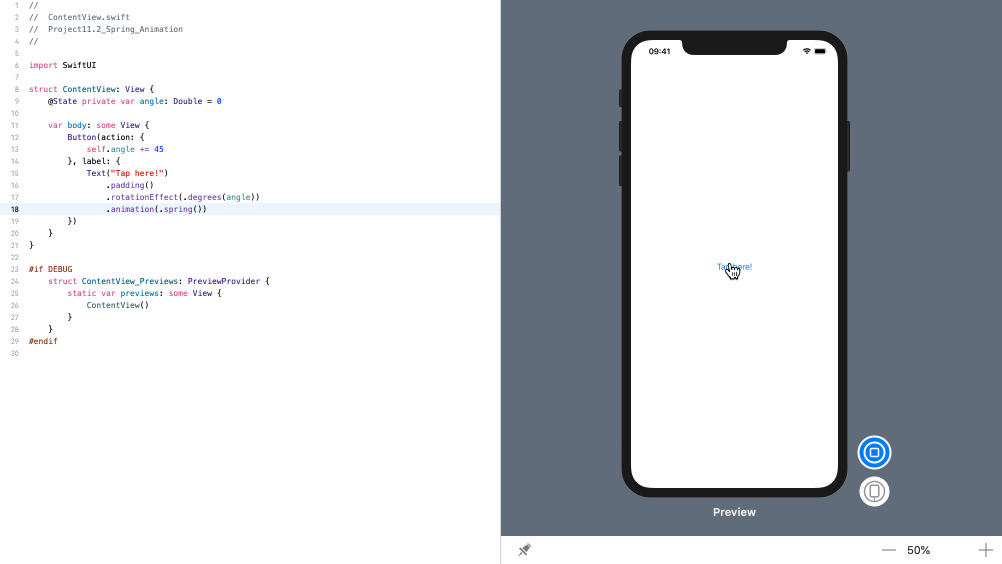 1 //
2 //  ContentView.swift
3 //  Project11.2_Spring_Animation
4 //
5
6 import SwiftUI
7
8 struct ContentView: View {
9     @State private var angle: Double = 0
10
11     var body: some View {
12         Button(action: {
13             self.angle += 45
14         }, label: {
15             Text("Tap here!")
16                 .padding()
17                 .rotationEffect(.degrees(angle))
18                 .animation(.spring())
19         })
20     }
21 }
22
23 #if DEBUG
24     struct ContentView_Previews: PreviewProvider {
25         static var previews: some View {
26             ContentView()
27         }
28     }
29 #endif
30
09:41
Tap here!
Preview
50%